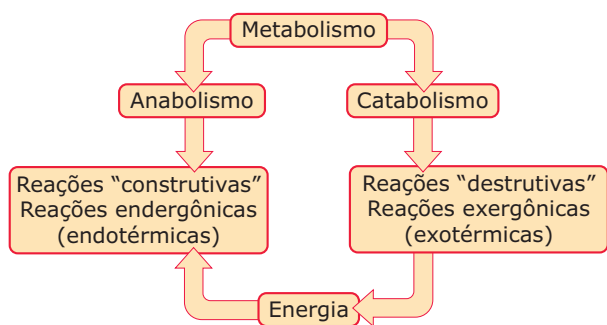 Metabolismo
Anabolismo
Catabolismo
Reações “construtivas”
Reações endergônicas
(endotérmicas)
Reações “destrutivas”
Reações exergônicas
(exotérmicas)
Energia